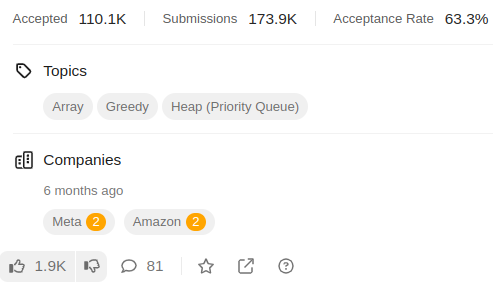 Accepted 110.1K Submissions 173.9K Acceptance Rate 63.3%
Topics
Array Greedy Heap (Priority Queue)
Companies
6 months ago
Meta 2 Amazon 2
1.9K 81